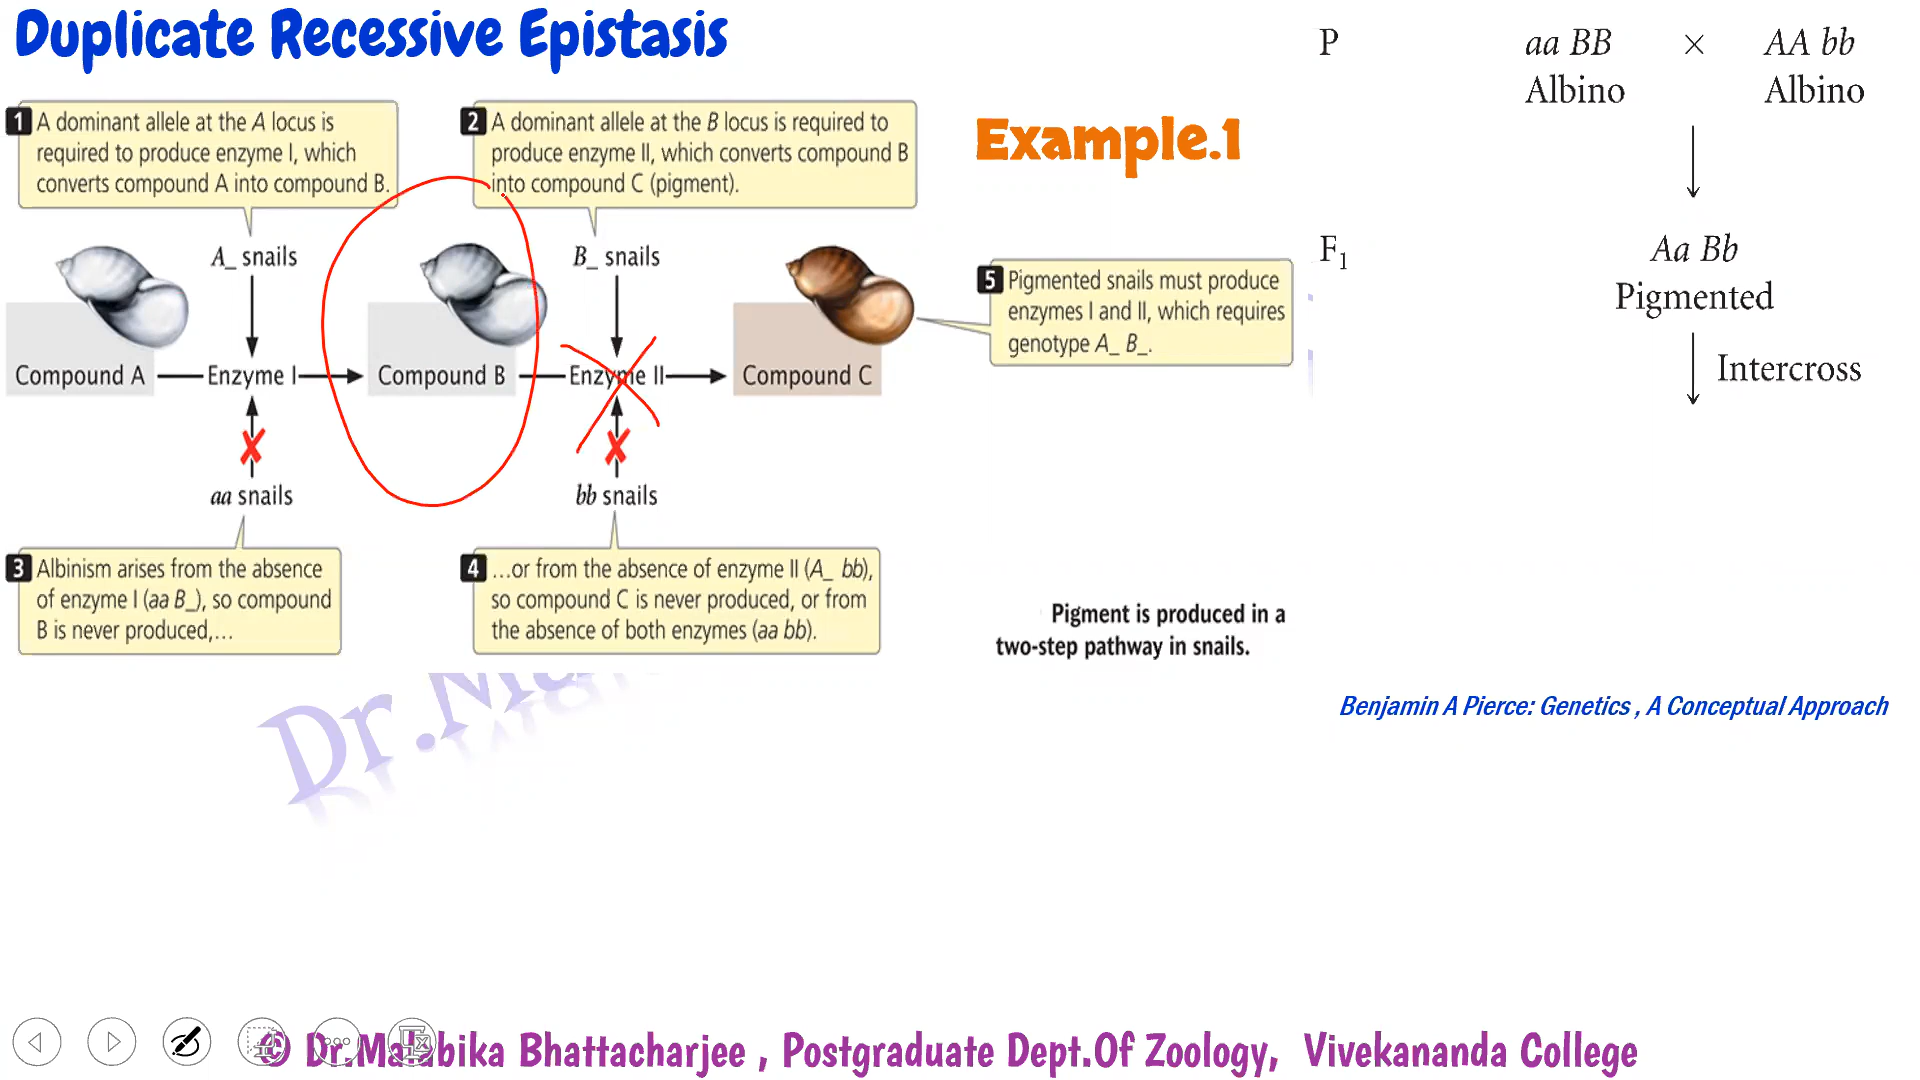 Duplicate Recessive Epistasis
1 A dominant allele at the A locus is
required to produce enzyme I, which
converts compound A into compound B.
2 A dominant allele at the B locus is required to
produce enzyme II, which converts compound B
into compound C (pigment).
Example.1
A_ snails
B_ snails
Compound A
Enzyme I
Compound B
Enzyme II
Compound C
5 Pigmented snails must produce
enzymes I and II, which requires
genotype A_ B_.
aa snails
bb snails
3 Albinism arises from the absence
of enzyme I (aa B_), so compound
B is never produced,…
4 …or from the absence of enzyme II (A_ bb),
so compound C is never produced, or from
the absence of both enzymes (aa bb).
Pigment is produced in a
two-step pathway in snails.
P aa BB × AA bb
Albino Albino
F1 Aa Bb
Pigmented
Intercross
Benjamin A Pierce: Genetics , A Conceptual Approach
Dr.
© Dr.Malabika Bhattacharjee , Postgraduate Dept.Of Zoology, Vivekananda College